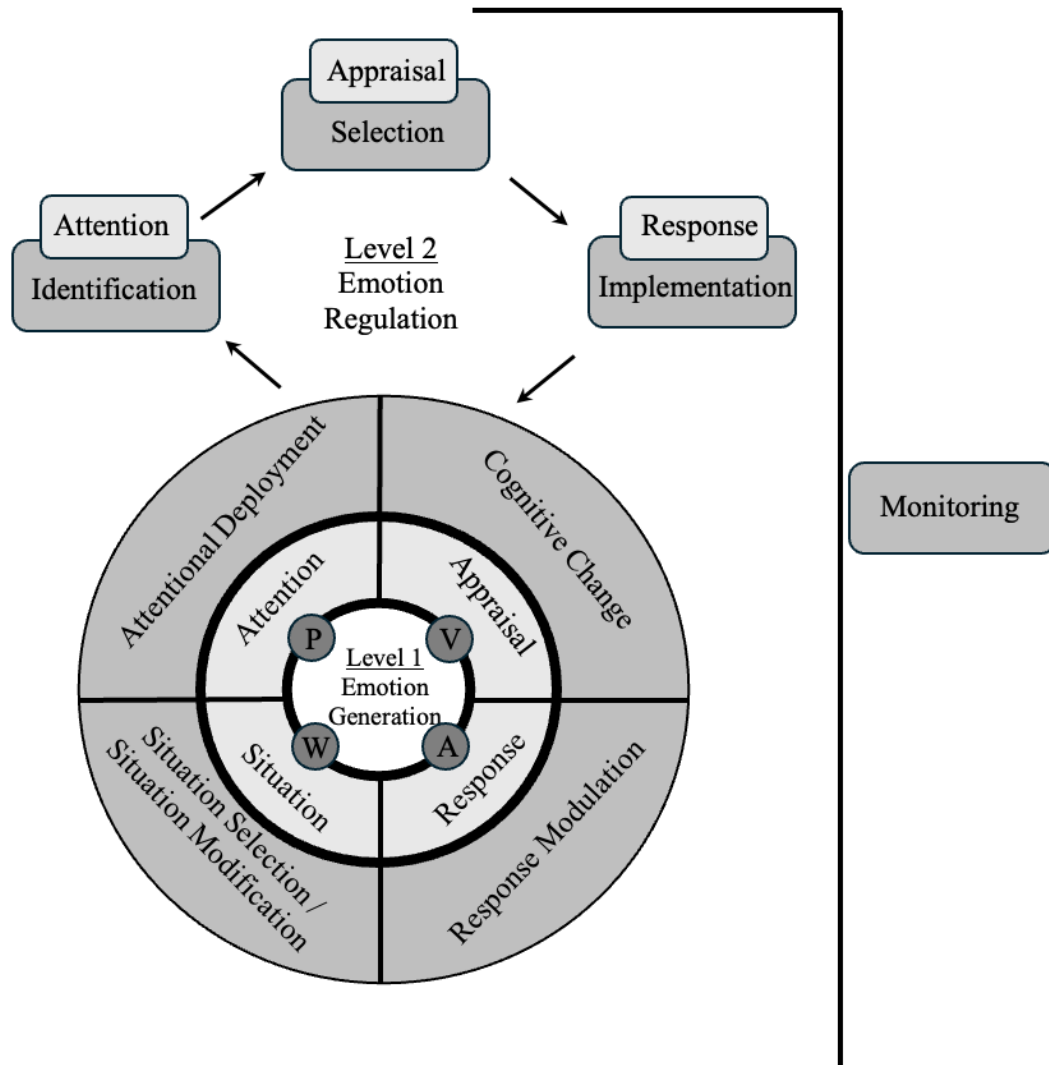 Appraisal
Selection
Attention
Identification
Response
Implementation
Level 2
Emotion
Regulation
Attentional Deployment
Cognitive Change
Monitoring
Attention
Appraisal
P
V
Level 1
Emotion
Generation
W
A
Situation
Response
Situation Selection /
Situation Modification
Response Modulation